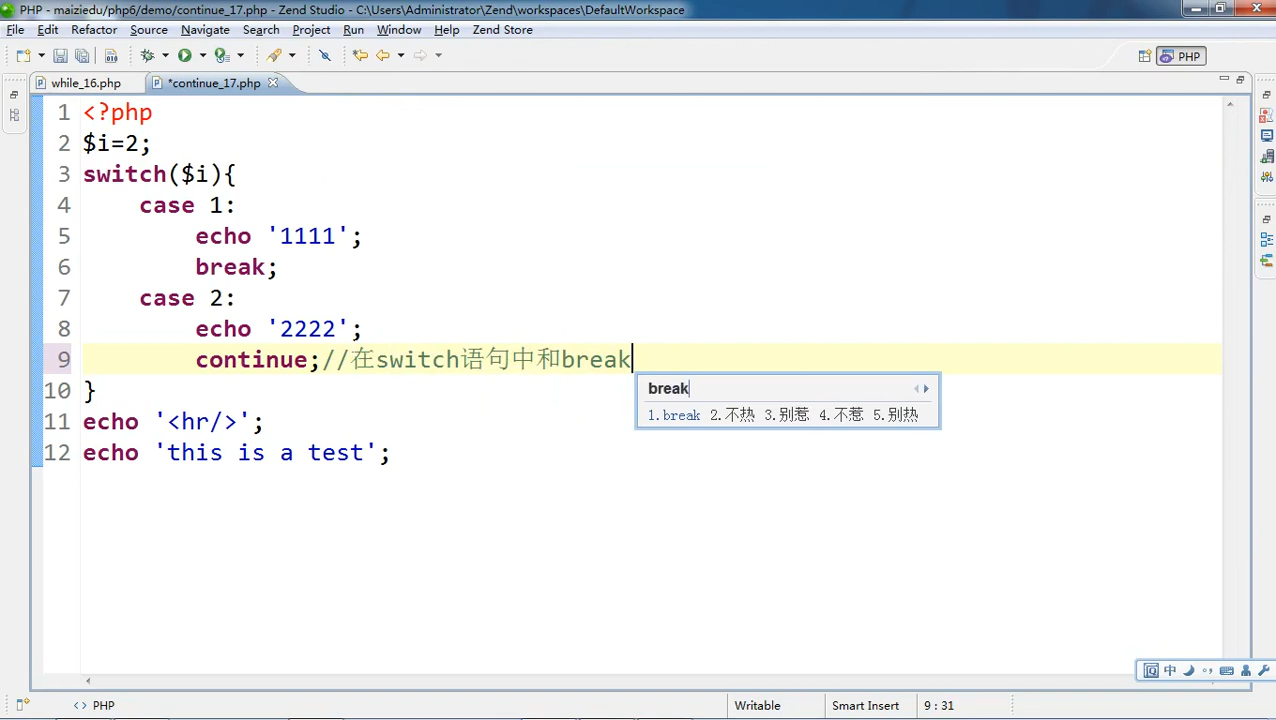 PHP - maiziedu/php6/demo/continue_17.php - Zend Studio - C:\Users\Administrator\Zend\workspaces\DefaultWorkspace
File Edit Refactor Source Navigate Search Project Run Window Help Zend Store
PHP
while_16.php *continue_17.php
1 <?php
2 $i=2;
3 switch($i){
4 case 1:
5 echo '1111';
6 break;
7 case 2:
8 echo '2222';
9 continue;//在switch语句中和break
break
1.break 2.不热 3.别惹 4.不惹 5.别热
10 }
11 echo '<hr/>';
12 echo 'this is a test';
中
<> PHP Writable Smart Insert 9 : 31